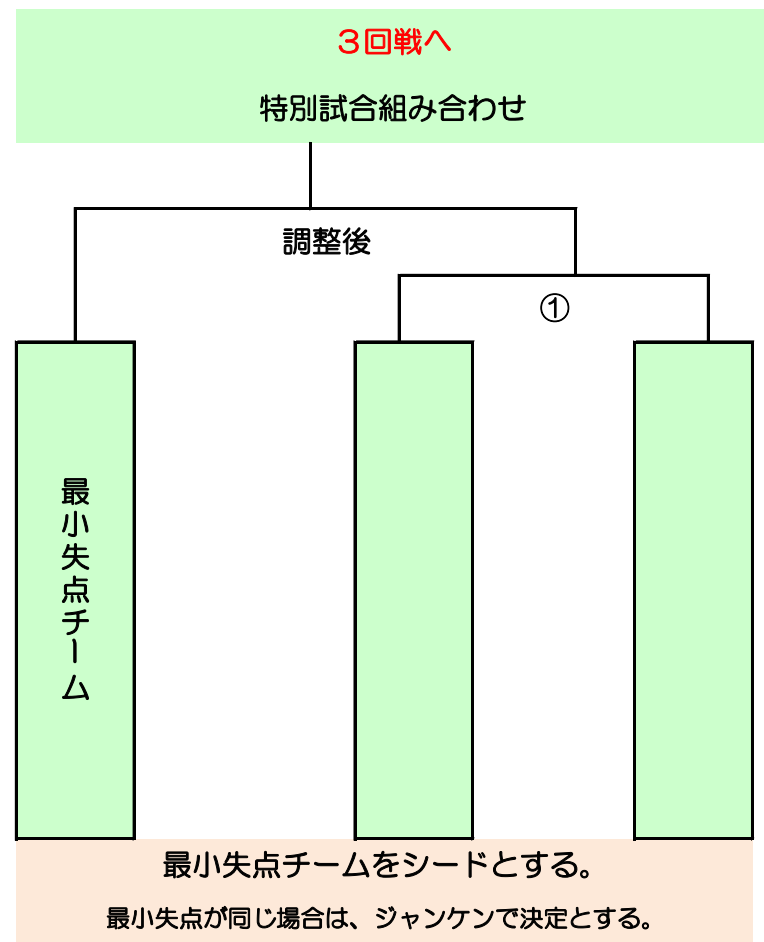 ３回戦へ
特別試合組み合わせ
調整後
①
最小失点チーム
最小失点チームをシードとする。
最小失点が同じ場合は、ジャンケンで決定とする。